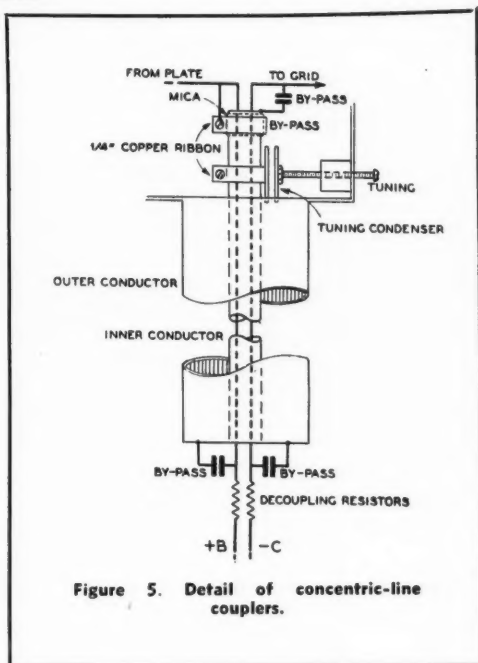 FROM PLATE
TO GRID
MICA
BY-PASS
BY-PASS
1/4" COPPER RIBBON
TUNING
TUNING CONDENSER
OUTER CONDUCTOR
INNER CONDUCTOR
BY-PASS
BY-PASS
DECOUPLING RESISTORS
+B
-C
Figure 5. Detail of concentric-line
couplers.